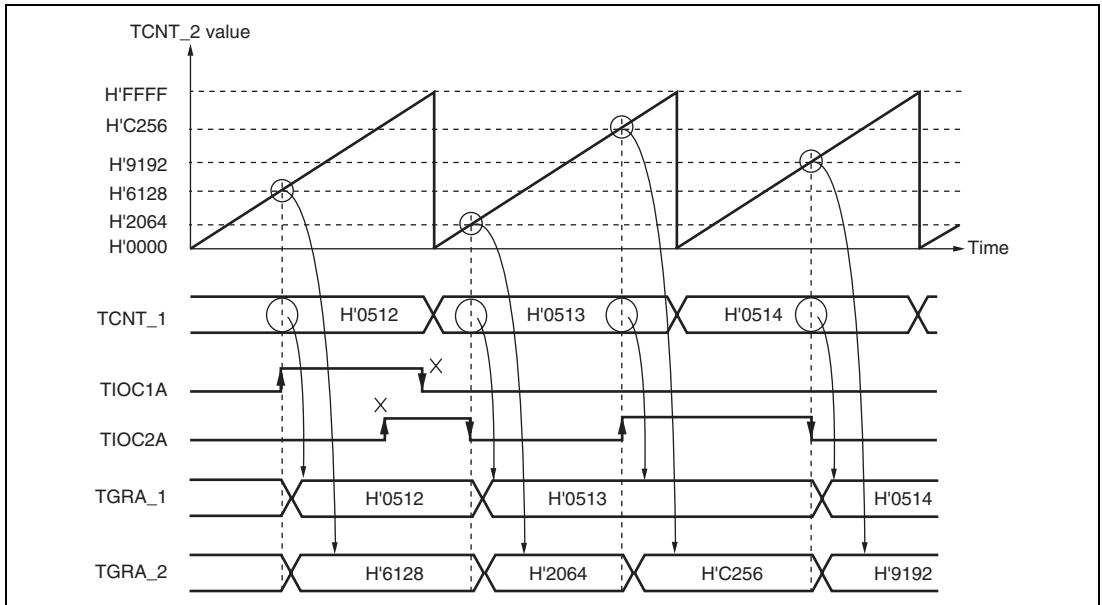 TCNT_2 value
H'FFFF
H'C256
H'9192
H'6128
H'2064
H'0000
Time
TCNT_1 H'0512 H'0513 H'0514
TIOC1A
TIOC2A
TGRA_1 H'0512 H'0513 H'0514
TGRA_2 H'6128 H'2064 H'C256 H'9192